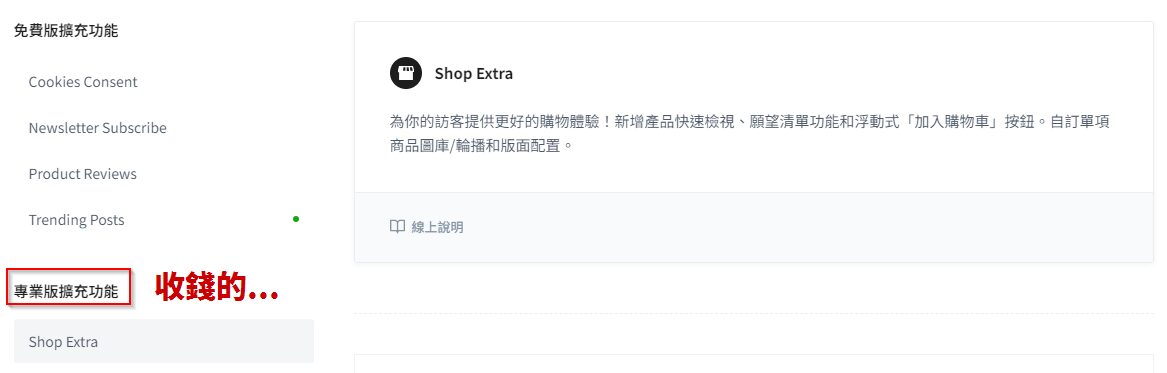 免費版擴充功能
Cookies Consent
Newsletter Subscribe
Product Reviews
Trending Posts
專業版擴充功能
收錢的...
Shop Extra
Shop Extra
為你的訪客提供更好的購物體驗！新增產品快速檢視、願望清單功能和浮動式「加入購物車」按鈕。自訂單項
商品圖庫/輪播和版面配置。
線上說明